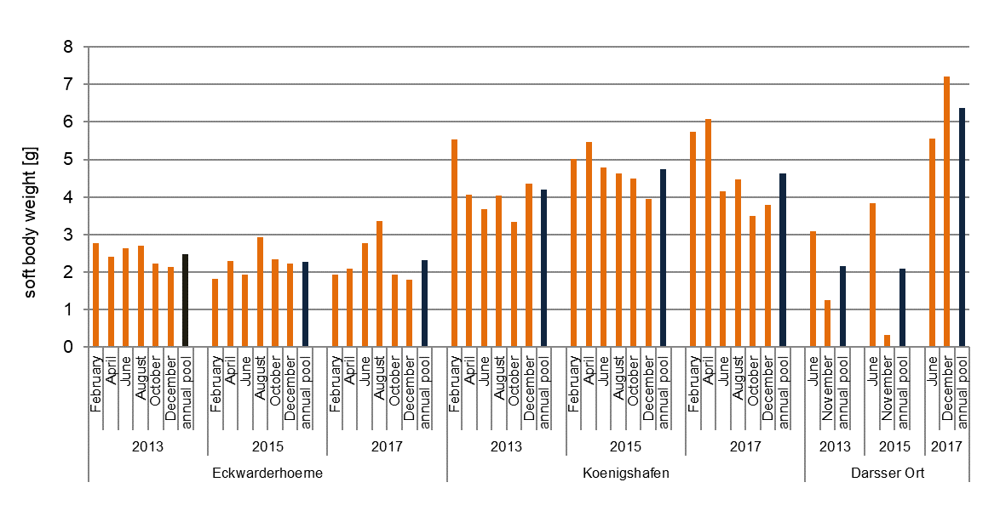 8
7
6
5
4
3
2
1
0
soft body weight [g]
February
April
June
August
October
December
annual pool
February
April
June
August
October
December
annual pool
February
April
June
August
October
December
annual pool
February
April
June
August
October
December
annual pool
February
April
June
August
October
December
annual pool
February
April
June
August
October
December
annual pool
June
November
annual pool
June
November
annual pool
June
December
annual pool
2013 2015 2017 2013 2015 2017 2013 2015 2017
Eckwarderhoerne Koenigshafen Darsser Ort